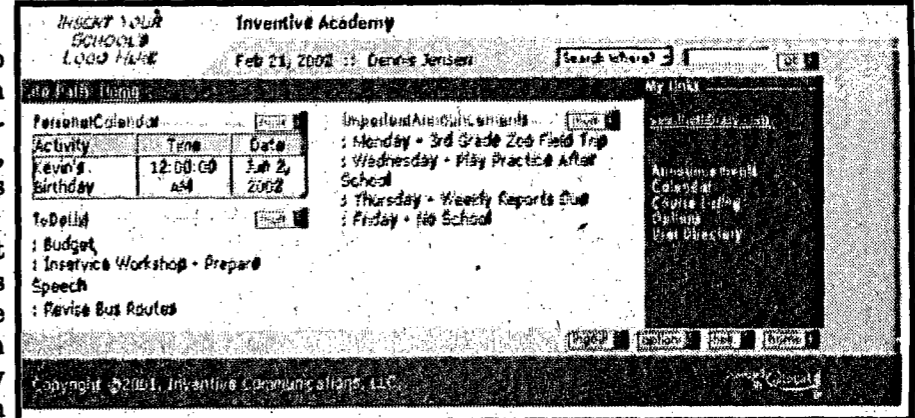 INSERT YOUR
SCHOOL'S
LOGO HERE
Inventive Academy
Feb 21, 2002 :: Dennis Jensen
Search Where?
My Links
PersonalCalendar
ImportantAnnouncements
Activity Time Date
Kevin's Birthday 12:00:00 AM Jan 2, 2002
: Monday - 3rd Grade Zoo Field Trip
: Wednesday - Play Practice After
School
: Thursday - Weekly Reports Due
: Friday - No School
ToDoList
: Budget
: Inservice Workshop - Prepare
Speech
: Revise Bus Routes
Announcements
Calendar
Course Listing
Options
User Directory
logout options help home
Copyright ©2001, Inventive Communications, LLC.